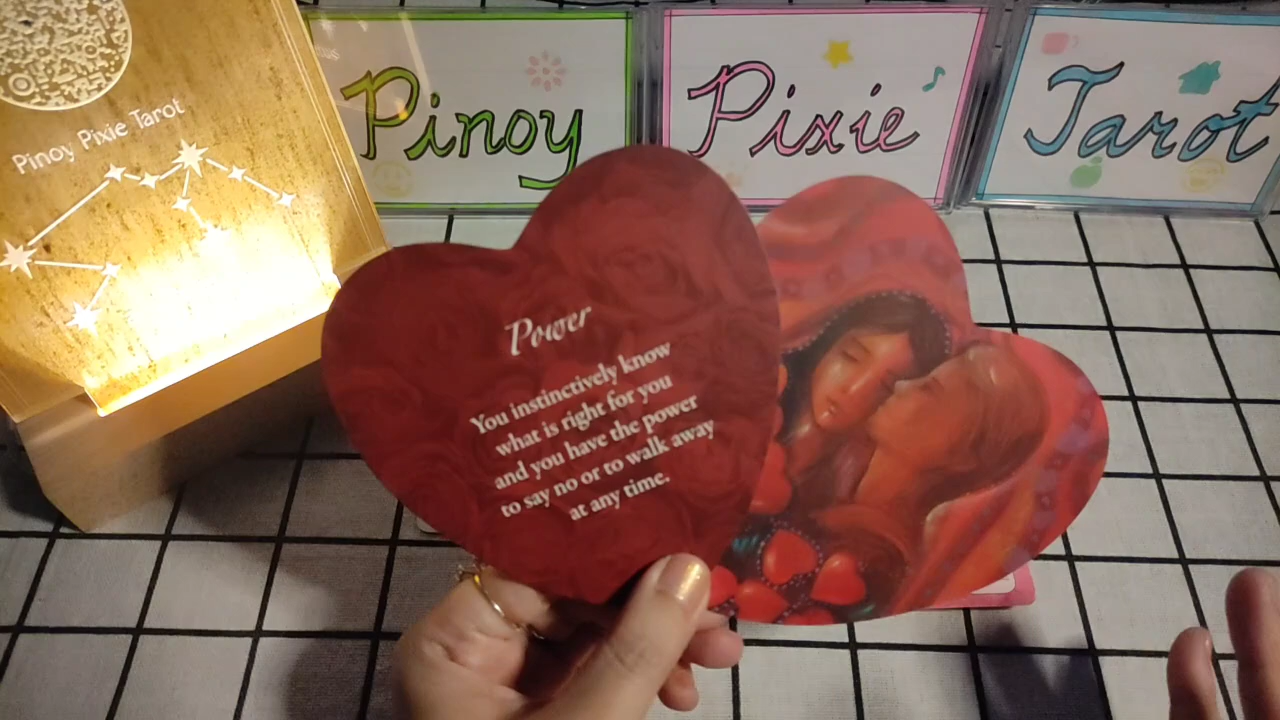 Pinoy Pixie Tarot
Pinoy
Pixie
Tarot
Power
You instinctively know
what is right for you
and you have the power
to say no or to walk away
at any time.